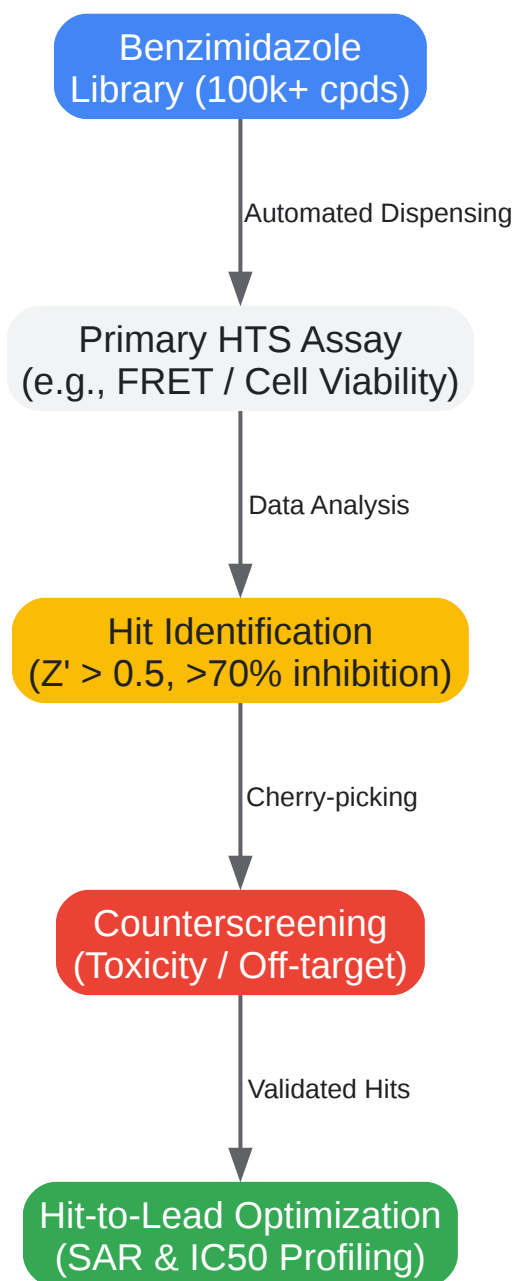 Benzimidazole
Library (100k+ cpds)
Automated Dispensing
Primary HTS Assay
(e.g., FRET / Cell Viability)
Data Analysis
Hit Identification
(Z' > 0.5, >70% inhibition)
Cherry-picking
Counterscreening
(Toxicity / Off-target)
Validated Hits
Hit-to-Lead Optimization
(SAR & IC50 Profiling)